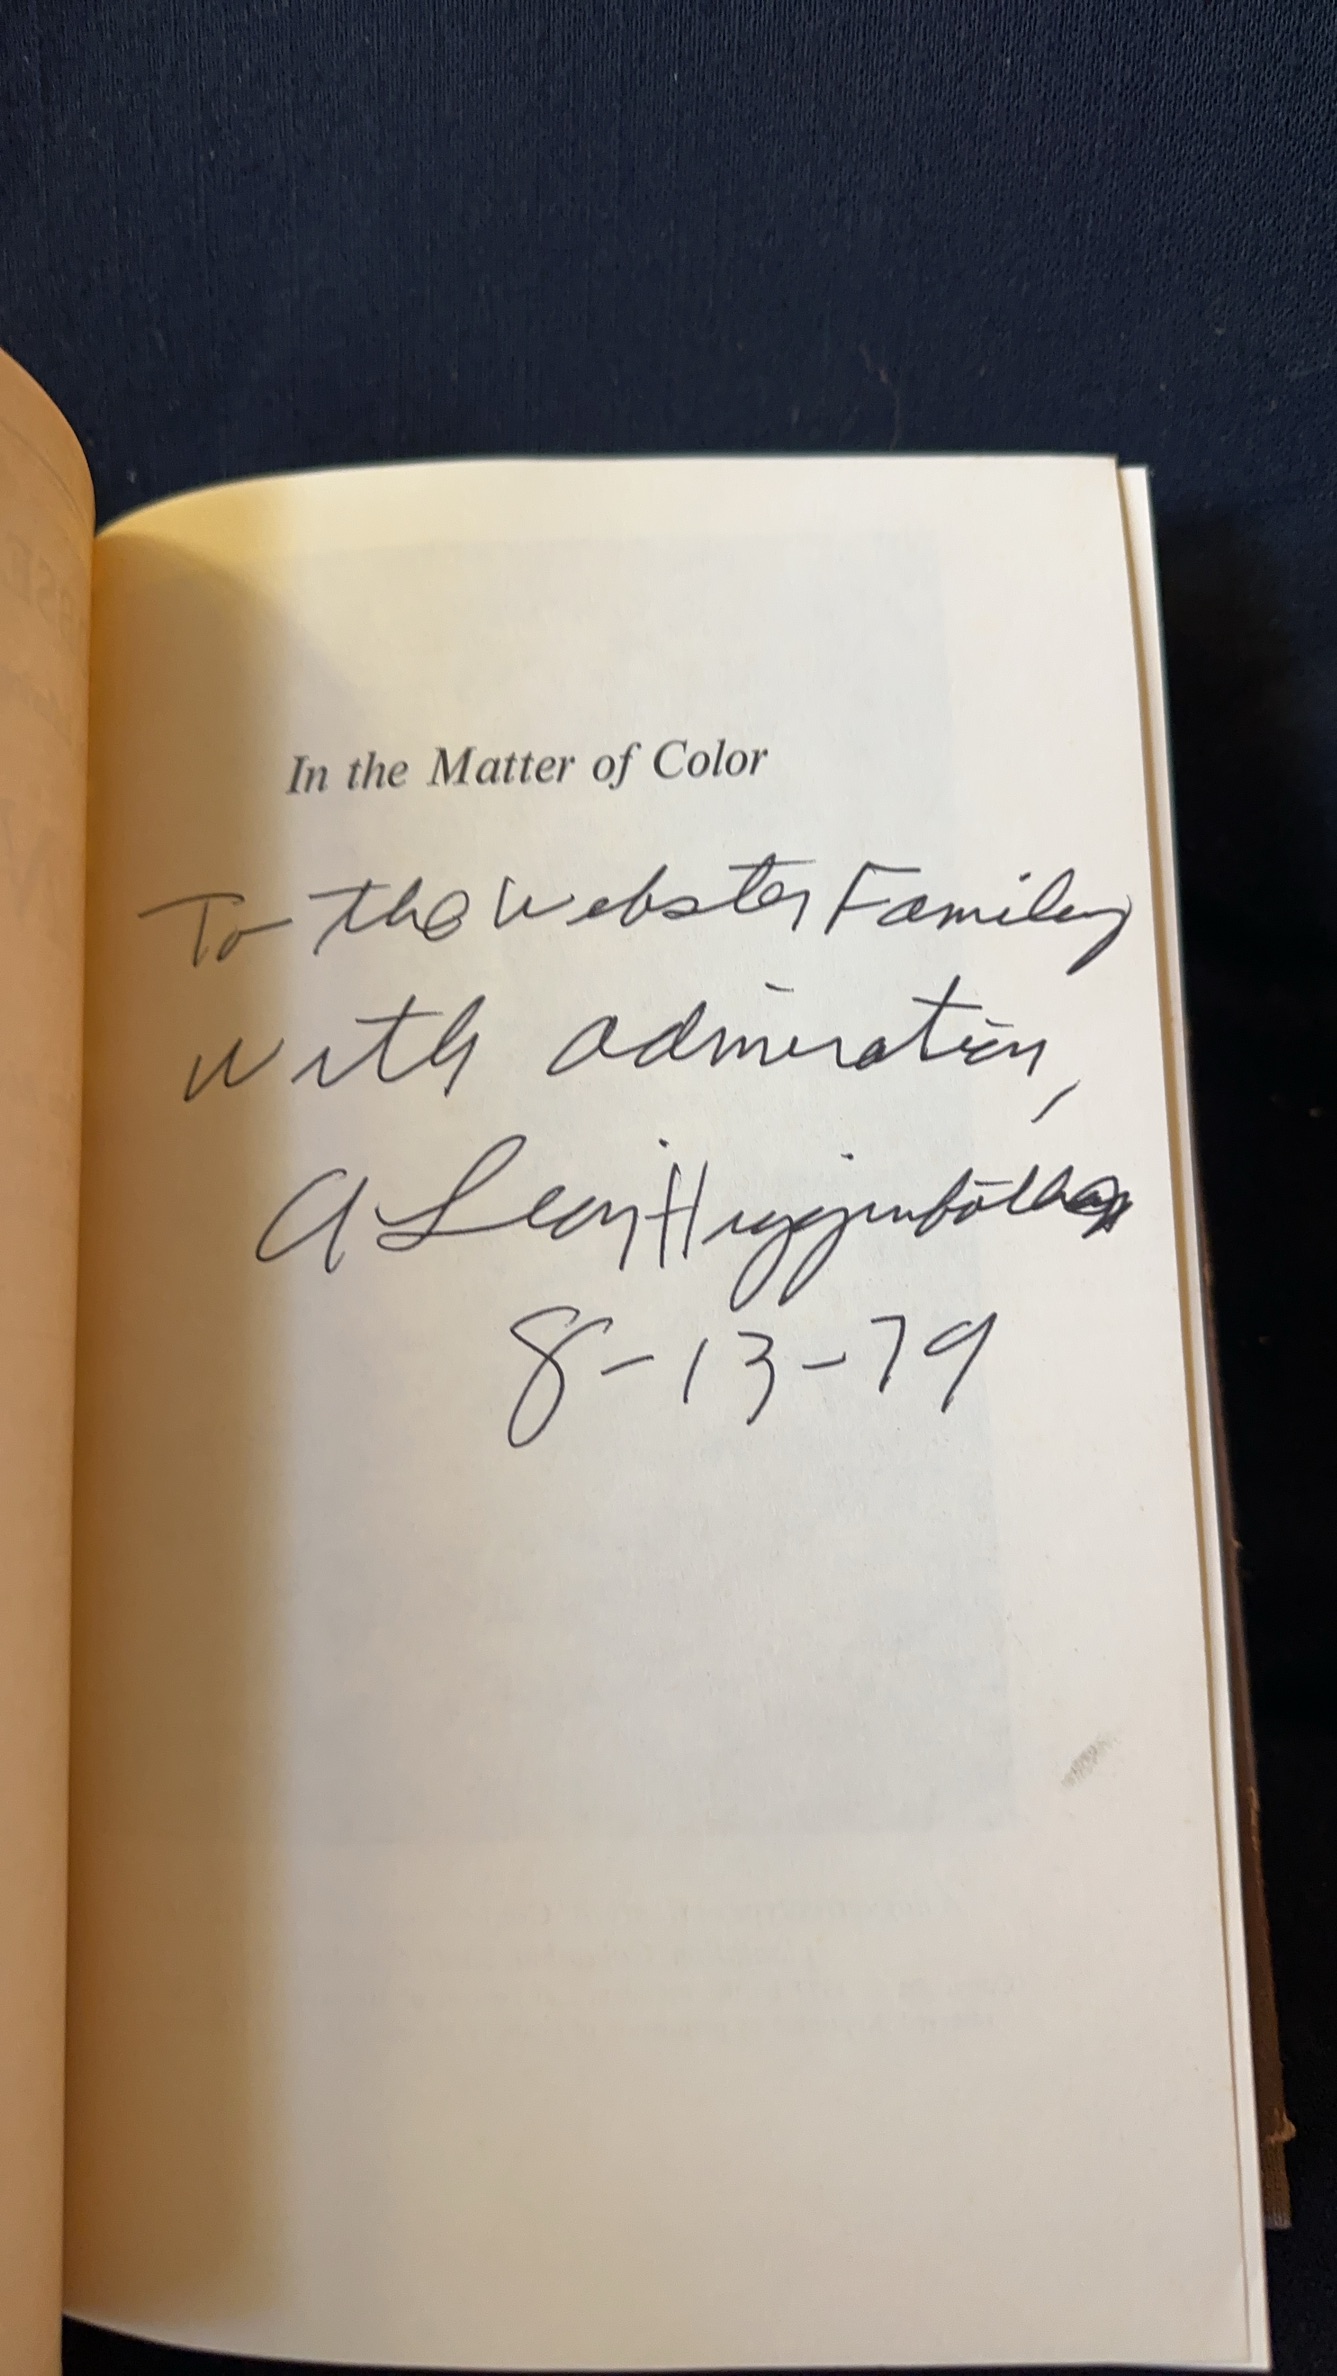 In the Matter of Color
To the Webster Family
with admiration,
A Leon Higginbotham
8-13-79